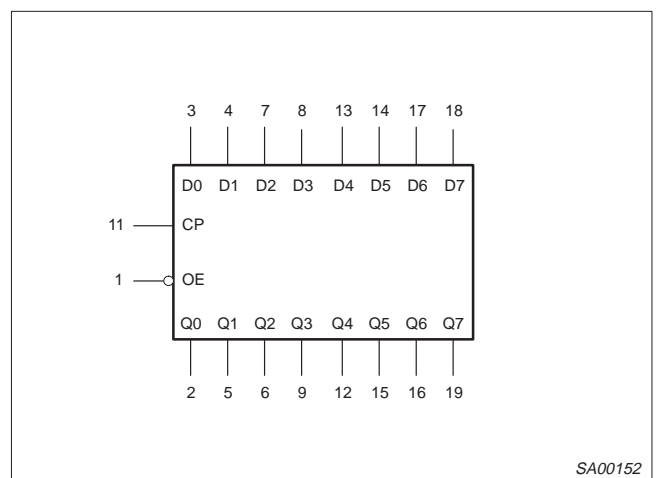 3 4 7 8 13 14 17 18
D0 D1 D2 D3 D4 D5 D6 D7
11 CP
1 OE
Q0 Q1 Q2 Q3 Q4 Q5 Q6 Q7
2 5 6 9 12 15 16 19
SA00152